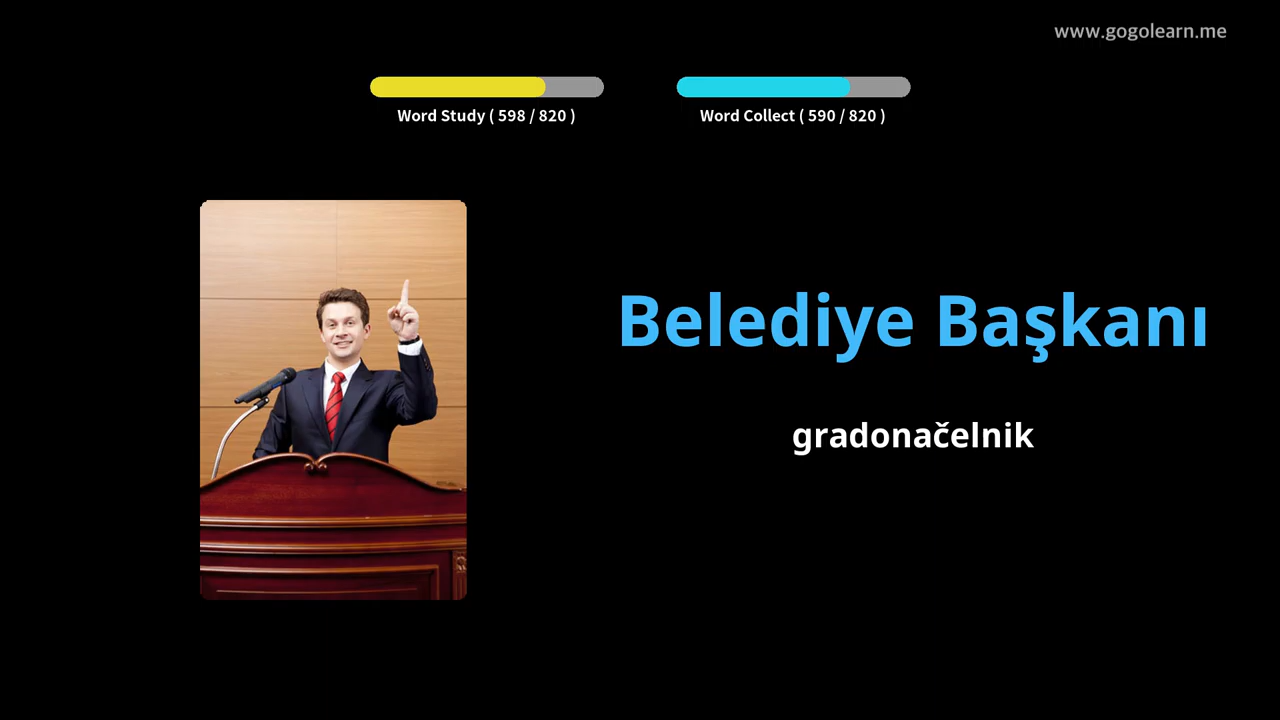 www.gogolearn.me
Word Study ( 598 / 820 )
Word Collect ( 590 / 820 )
Belediye Başkanı
gradonačelnik